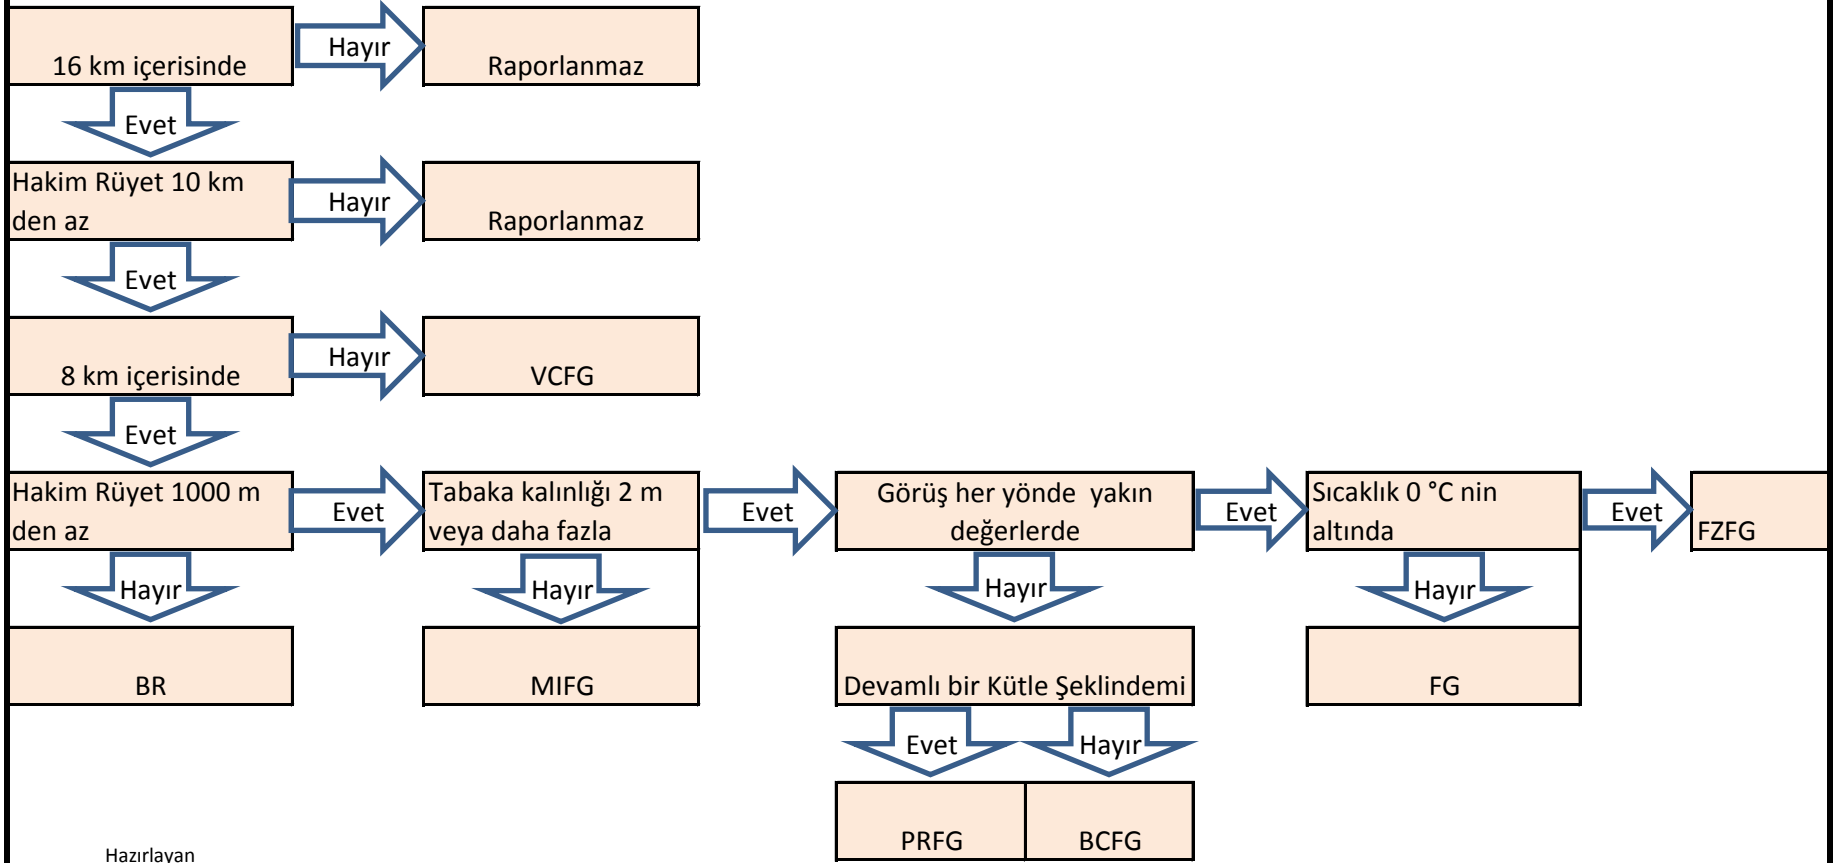 16 km içerisinde
Hayır
Raporlanmaz
Evet
Hakim Rüyet 10 km
den az
Hayır
Raporlanmaz
Evet
8 km içerisinde
Hayır
VCFG
Evet
Hakim Rüyet 1000 m
den az
Evet
Tabaka kalınlığı 2 m
veya daha fazla
Evet
Görüş her yönde  yakın
değerlerde
Evet
Sıcaklık 0 °C nin
altında
Evet
FZFG
Hayır
Hayır
Hayır
Hayır
BR
MIFG
Devamlı bir Kütle Şeklindemi
FG
Evet
Hayır
PRFG
BCFG
Hazırlayan